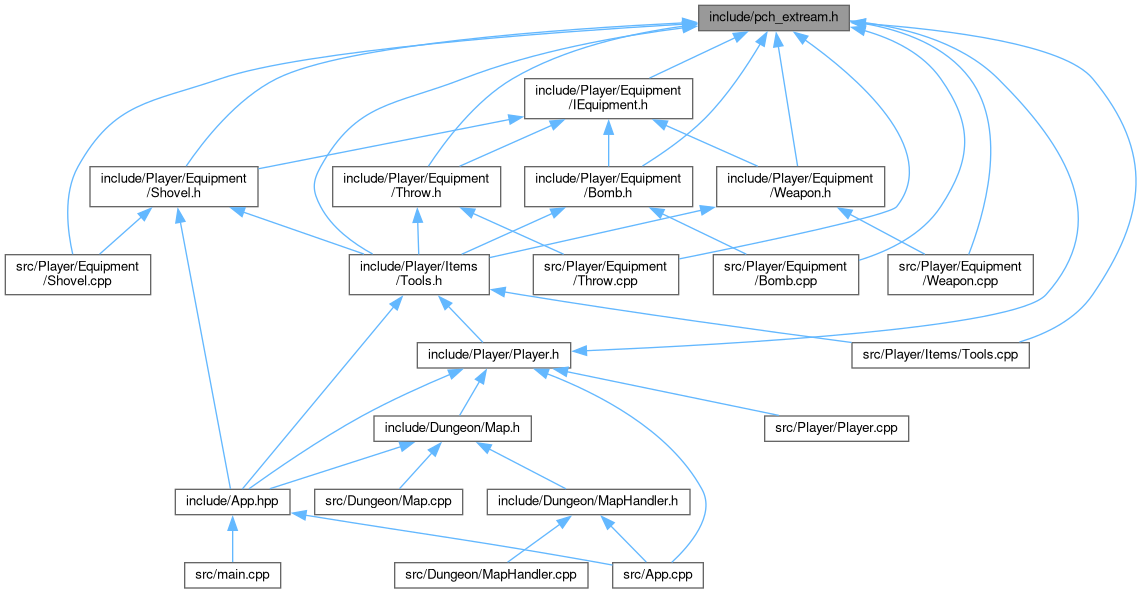 include/pch_extream.h
include/Player/Equipment
/IEquipment.h
include/Player/Equipment
/Shovel.h
include/Player/Equipment
/Throw.h
include/Player/Equipment
/Bomb.h
include/Player/Equipment
/Weapon.h
src/Player/Equipment
/Shovel.cpp
include/Player/Items
/Tools.h
src/Player/Equipment
/Throw.cpp
src/Player/Equipment
/Bomb.cpp
src/Player/Equipment
/Weapon.cpp
include/Player/Player.h
src/Player/Items/Tools.cpp
include/Dungeon/Map.h
src/Player/Player.cpp
include/App.hpp
src/Dungeon/Map.cpp
include/Dungeon/MapHandler.h
src/main.cpp
src/Dungeon/MapHandler.cpp
src/App.cpp